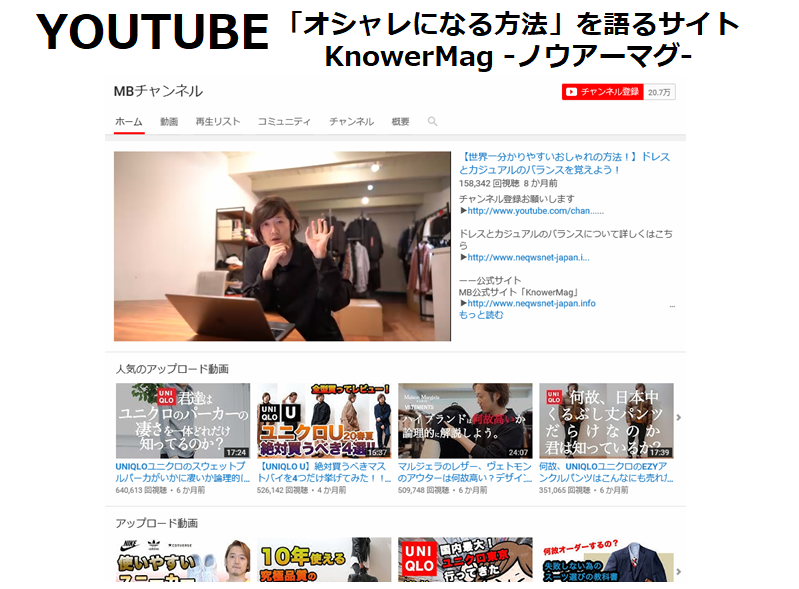 YOUTUBE「オシャレになる方法」を語るサイト
KnowerMag -ノウアーマグ-
MBチャンネル
チャンネル登録 20.7万
ホーム 動画 再生リスト コミュニティ チャンネル 概要
【世界一分かりやすいおしゃれの方法！】ドレス
とカジュアルのバランスを覚えよう！
158,342 回視聴 8 か月前
チャンネル登録お願いします
▶http://www.youtube.com/chan......
ドレスとカジュアルのバランスについて詳しくはこち
ら
▶http://www.neqwsnet-japan.i...
ーー公式サイト
MB公式サイト「KnowerMag」
▶http://www.neqwsnet-japan.info
...
もっと読む
人気のアップロード動画
UNI
QLO
君達は
ユニクロのパーカーの
凄さを一体どれだけ
知ってるのか？
17:24
全型買ってレビュー！
UNI
QLO
U
ユニクロU20春夏
絶対買うべき4選!!
16:37
Maison Margiela
VETEMENTS
ハイブランドは何故高いか
論理的に解説しよう。
24:07
UNI
QLO
何故、日本中
くるぶし丈パンツ
だらけなのか
君は知っているか?
17:39
UNIQLOユニクロのスウェットプ
ルパーカがいかに凄いか論理的に...
640,613 回視聴・6 か月前
【UNIQLO U】絶対買うべきマス
トバイを4つだけ挙げてみた！！...
526,142 回視聴・4 か月前
マルジェラのレザー、ヴェトモン
のアウターは何故高い？デザイン...
509,748 回視聴・6 か月前
何故、UNIQLOユニクロのEZYア
ンクルパンツはこんなにも売れ...
351,065 回視聴・6 か月前
アップロード動画
NIKE adidas CONVERSE
使いやすい
スニーカー
10年使える
究極品質の
UNI
QLO
国内最大！
ユニクロ東京
行ってきた
何故オーダーするの？
失敗しない為の
スーツ選びの教科書